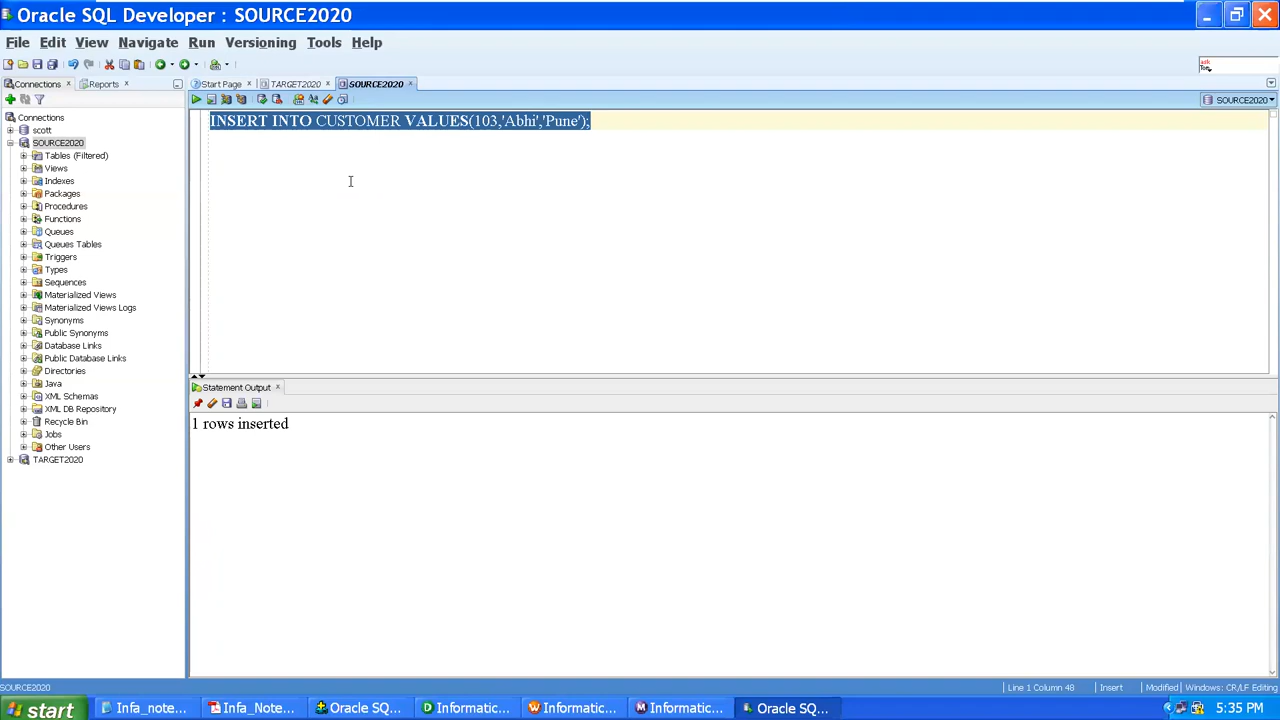 Oracle SQL Developer : SOURCE2020
File Edit View Navigate Run Versioning Tools Help
Connections Reports Start Page TARGET2020 SOURCE2020
SOURCE2020
INSERT INTO CUSTOMER VALUES(103,'Abhi','Pune');
Connections
scott
SOURCE2020
Tables (Filtered)
Views
Indexes
Packages
Procedures
Functions
Queues
Queues Tables
Triggers
Types
Sequences
Materialized Views
Materialized Views Logs
Synonyms
Public Synonyms
Database Links
Public Database Links
Directories
Java
XML Schemas
XML DB Repository
Recycle Bin
Jobs
Other Users
TARGET2020
Statement Output
1 rows inserted
SOURCE2020 Line 1 Column 48 Insert Modified Windows: CR/LF Editing
start Infa_note... Infa_Note... Oracle SQ... Informatic... Informatic... Informatic... Oracle SQ... 5:35 PM